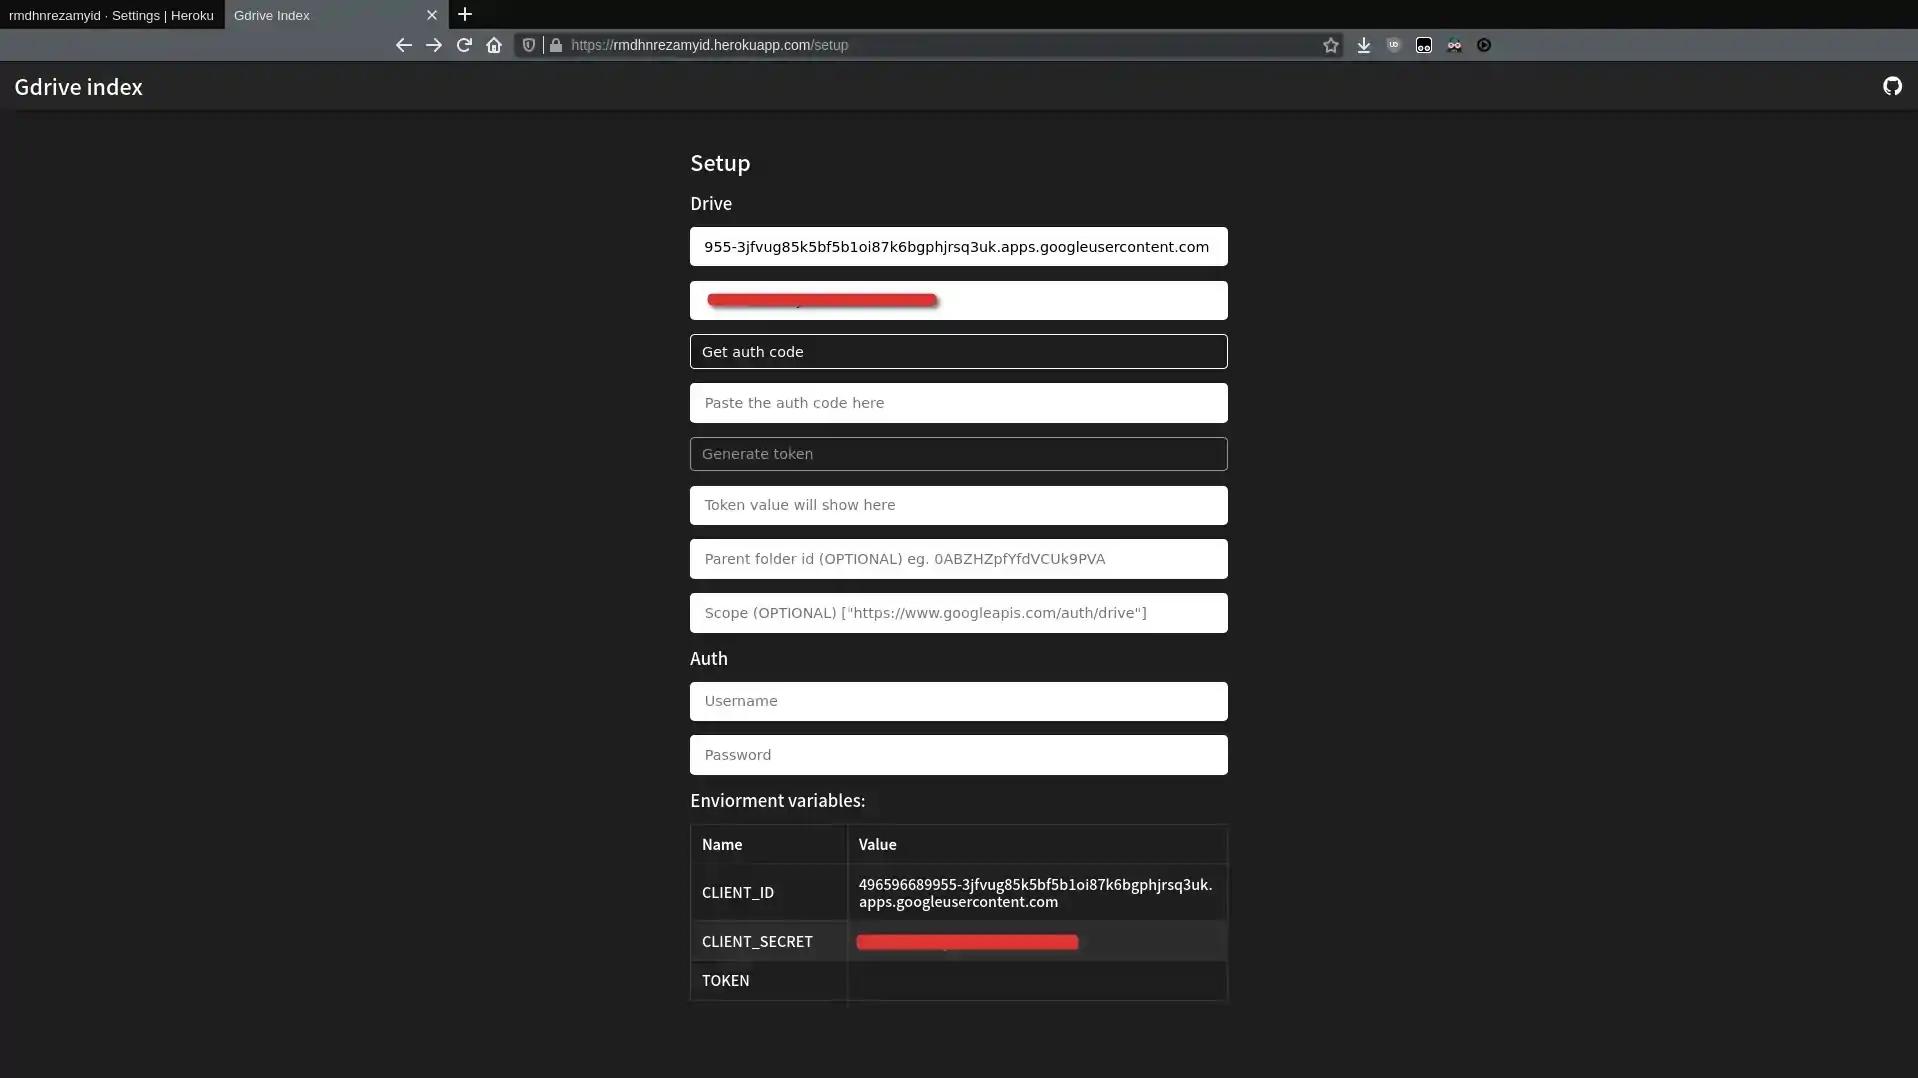 rmdhnrezamyid · Settings | Heroku
Gdrive Index
https://rmdhnrezamyid.herokuapp.com/setup
Gdrive index
Setup
Drive
955-3jfvug85k5bf5b1oi87k6bgphjrsq3uk.apps.googleusercontent.com
Get auth code
Paste the auth code here
Generate token
Token value will show here
Parent folder id (OPTIONAL) eg. 0ABZHZpfYfdVCUk9PVA
Scope (OPTIONAL) ["https://www.googleapis.com/auth/drive"]
Auth
Username
Password
Enviorment variables:
Name Value
CLIENT_ID 496596689955-3jfvug85k5bf5b1oi87k6bgphjrsq3uk.
apps.googleusercontent.com
CLIENT_SECRET
TOKEN